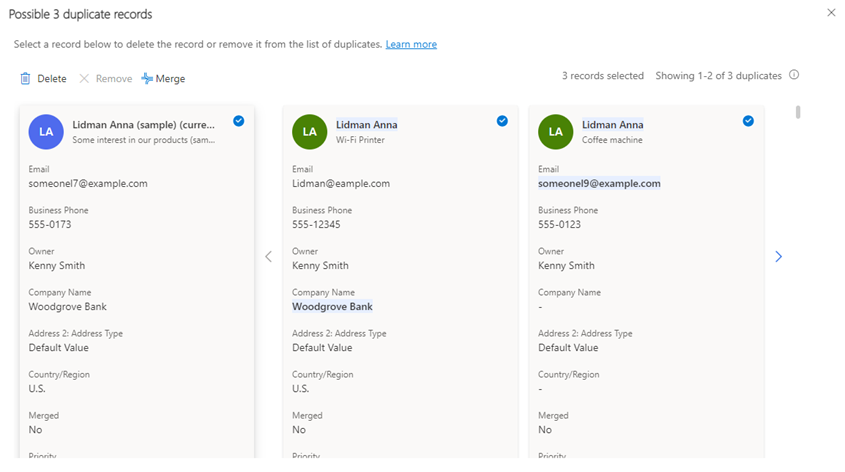 Possible 3 duplicate records
Select a record below to delete the record or remove it from the list of duplicates. Learn more
Delete Remove Merge
3 records selected Showing 1-2 of 3 duplicates
LA
Lidman Anna (sample) (curre...
Some interest in our products (sam...
Email
someonel7@example.com
Business Phone
555-0173
Owner
Kenny Smith
Company Name
Woodgrove Bank
Address 2: Address Type
Default Value
Country/Region
U.S.
Merged
No
Priority
LA
Lidman Anna
Wi-Fi Printer
Email
Lidman@eample.com
Business Phone
555-12345
Owner
Kenny Smith
Company Name
Woodgrove Bank
Address 2: Address Type
Default Value
Country/Region
U.S.
Merged
No
Priority
LA
Lidman Anna
Coffee machine
Email
someonel9@example.com
Business Phone
555-0123
Owner
Kenny Smith
Company Name
-
Address 2: Address Type
Default Value
Country/Region
-
Merged
No
Priority